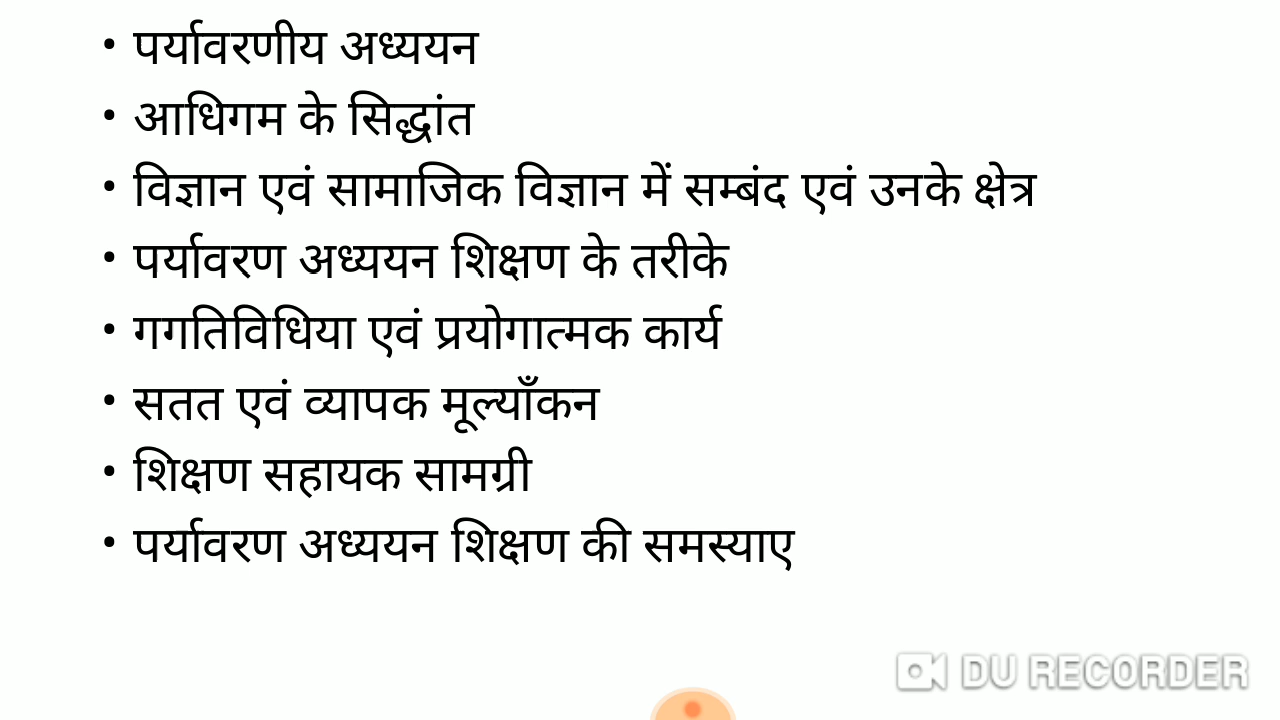 • पर्यावरणीय अध्ययन
• आधिगम के सिद्धांत
• विज्ञान एवं सामाजिक विज्ञान में सम्बंद एवं उनके क्षेत्र
• पर्यावरण अध्ययन शिक्षण के तरीके
• गगतिविधिया एवं प्रयोगात्मक कार्य
• सतत एवं व्यापक मूल्याँकन
• शिक्षण सहायक सामग्री
• पर्यावरण अध्ययन शिक्षण की समस्याए
DU RECORDER